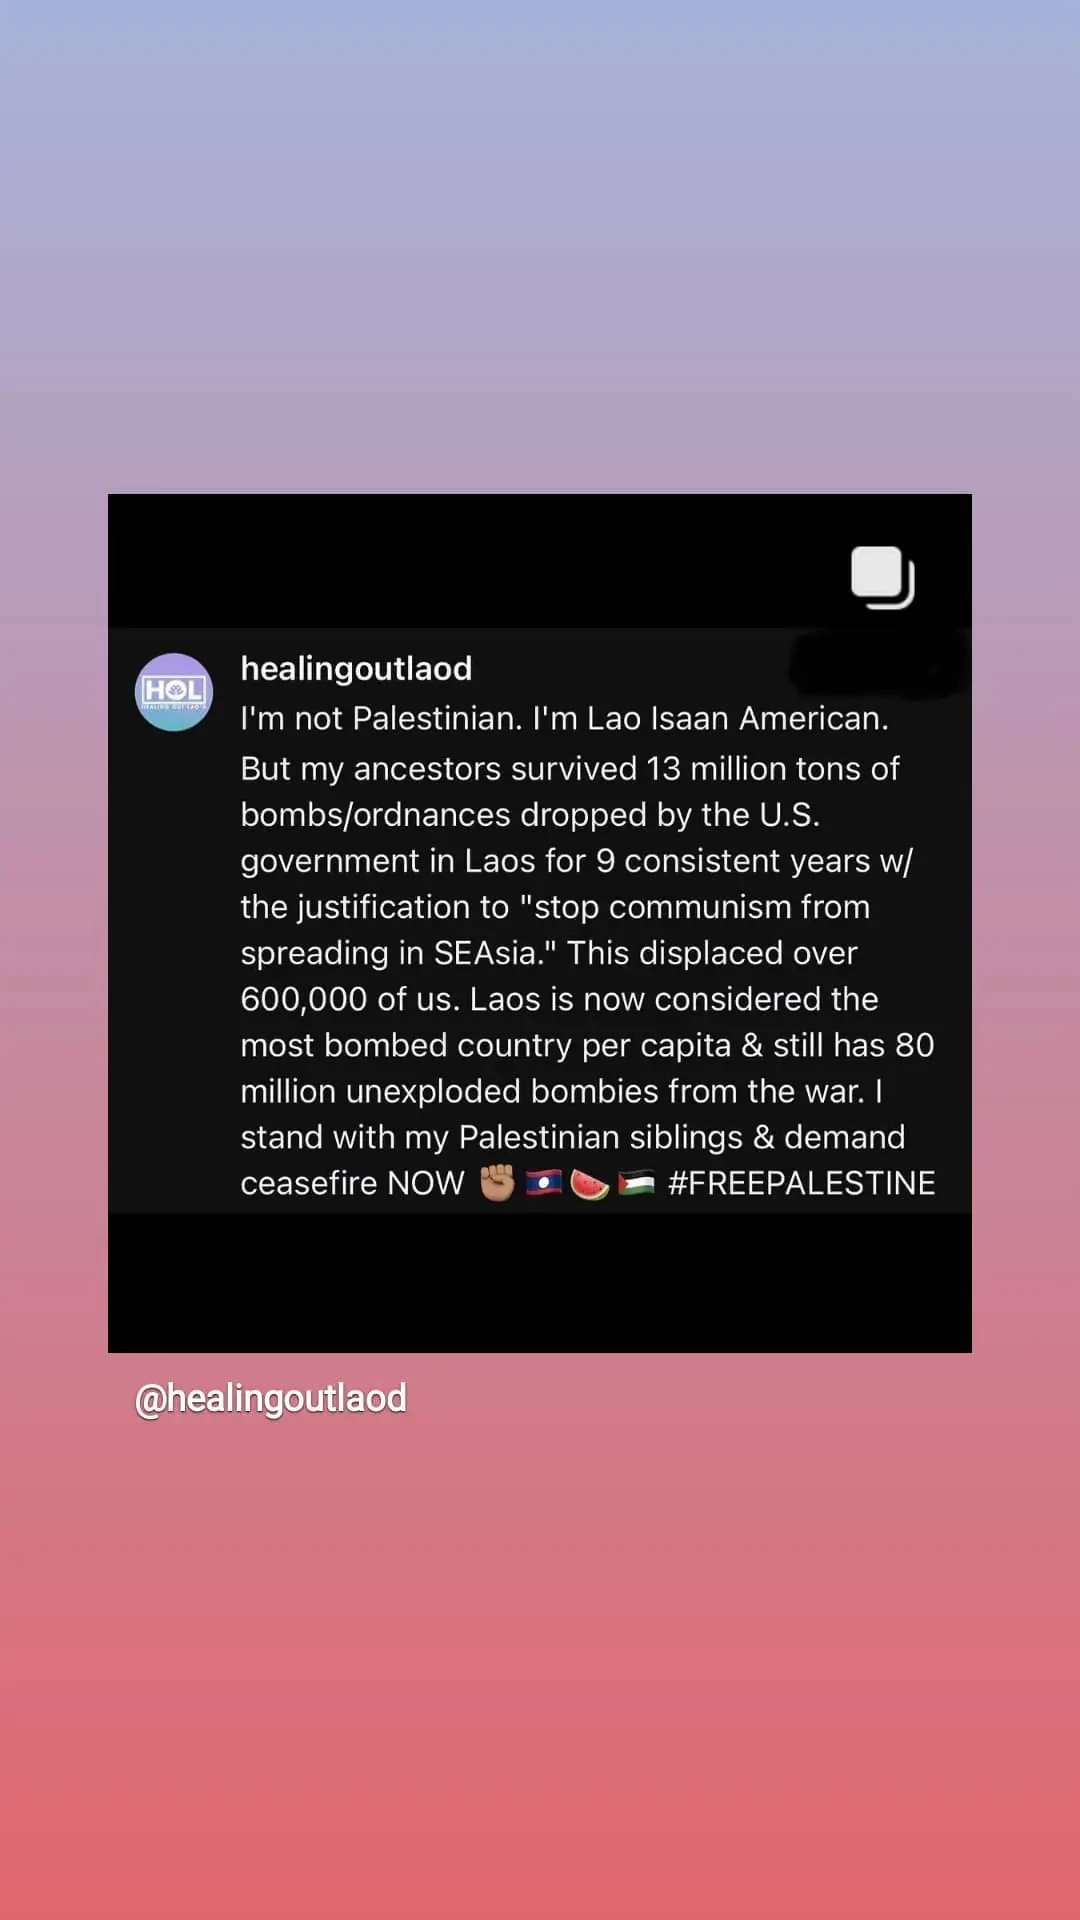 healingoutlaod
HOL
HEALING OUT LAO'D
I'm not Palestinian. I'm Lao Isaan American.
But my ancestors survived 13 million tons of
bombs/ordnances dropped by the U.S.
government in Laos for 9 consistent years w/
the justification to "stop communism from
spreading in SEAsia." This displaced over
600,000 of us. Laos is now considered the
most bombed country per capita & still has 80
million unexploded bombies from the war. I
stand with my Palestinian siblings & demand
ceasefire NOW ✊🏽🇱🇦🍉🇵🇸 #FREEPALESTINE
@healingoutlaod